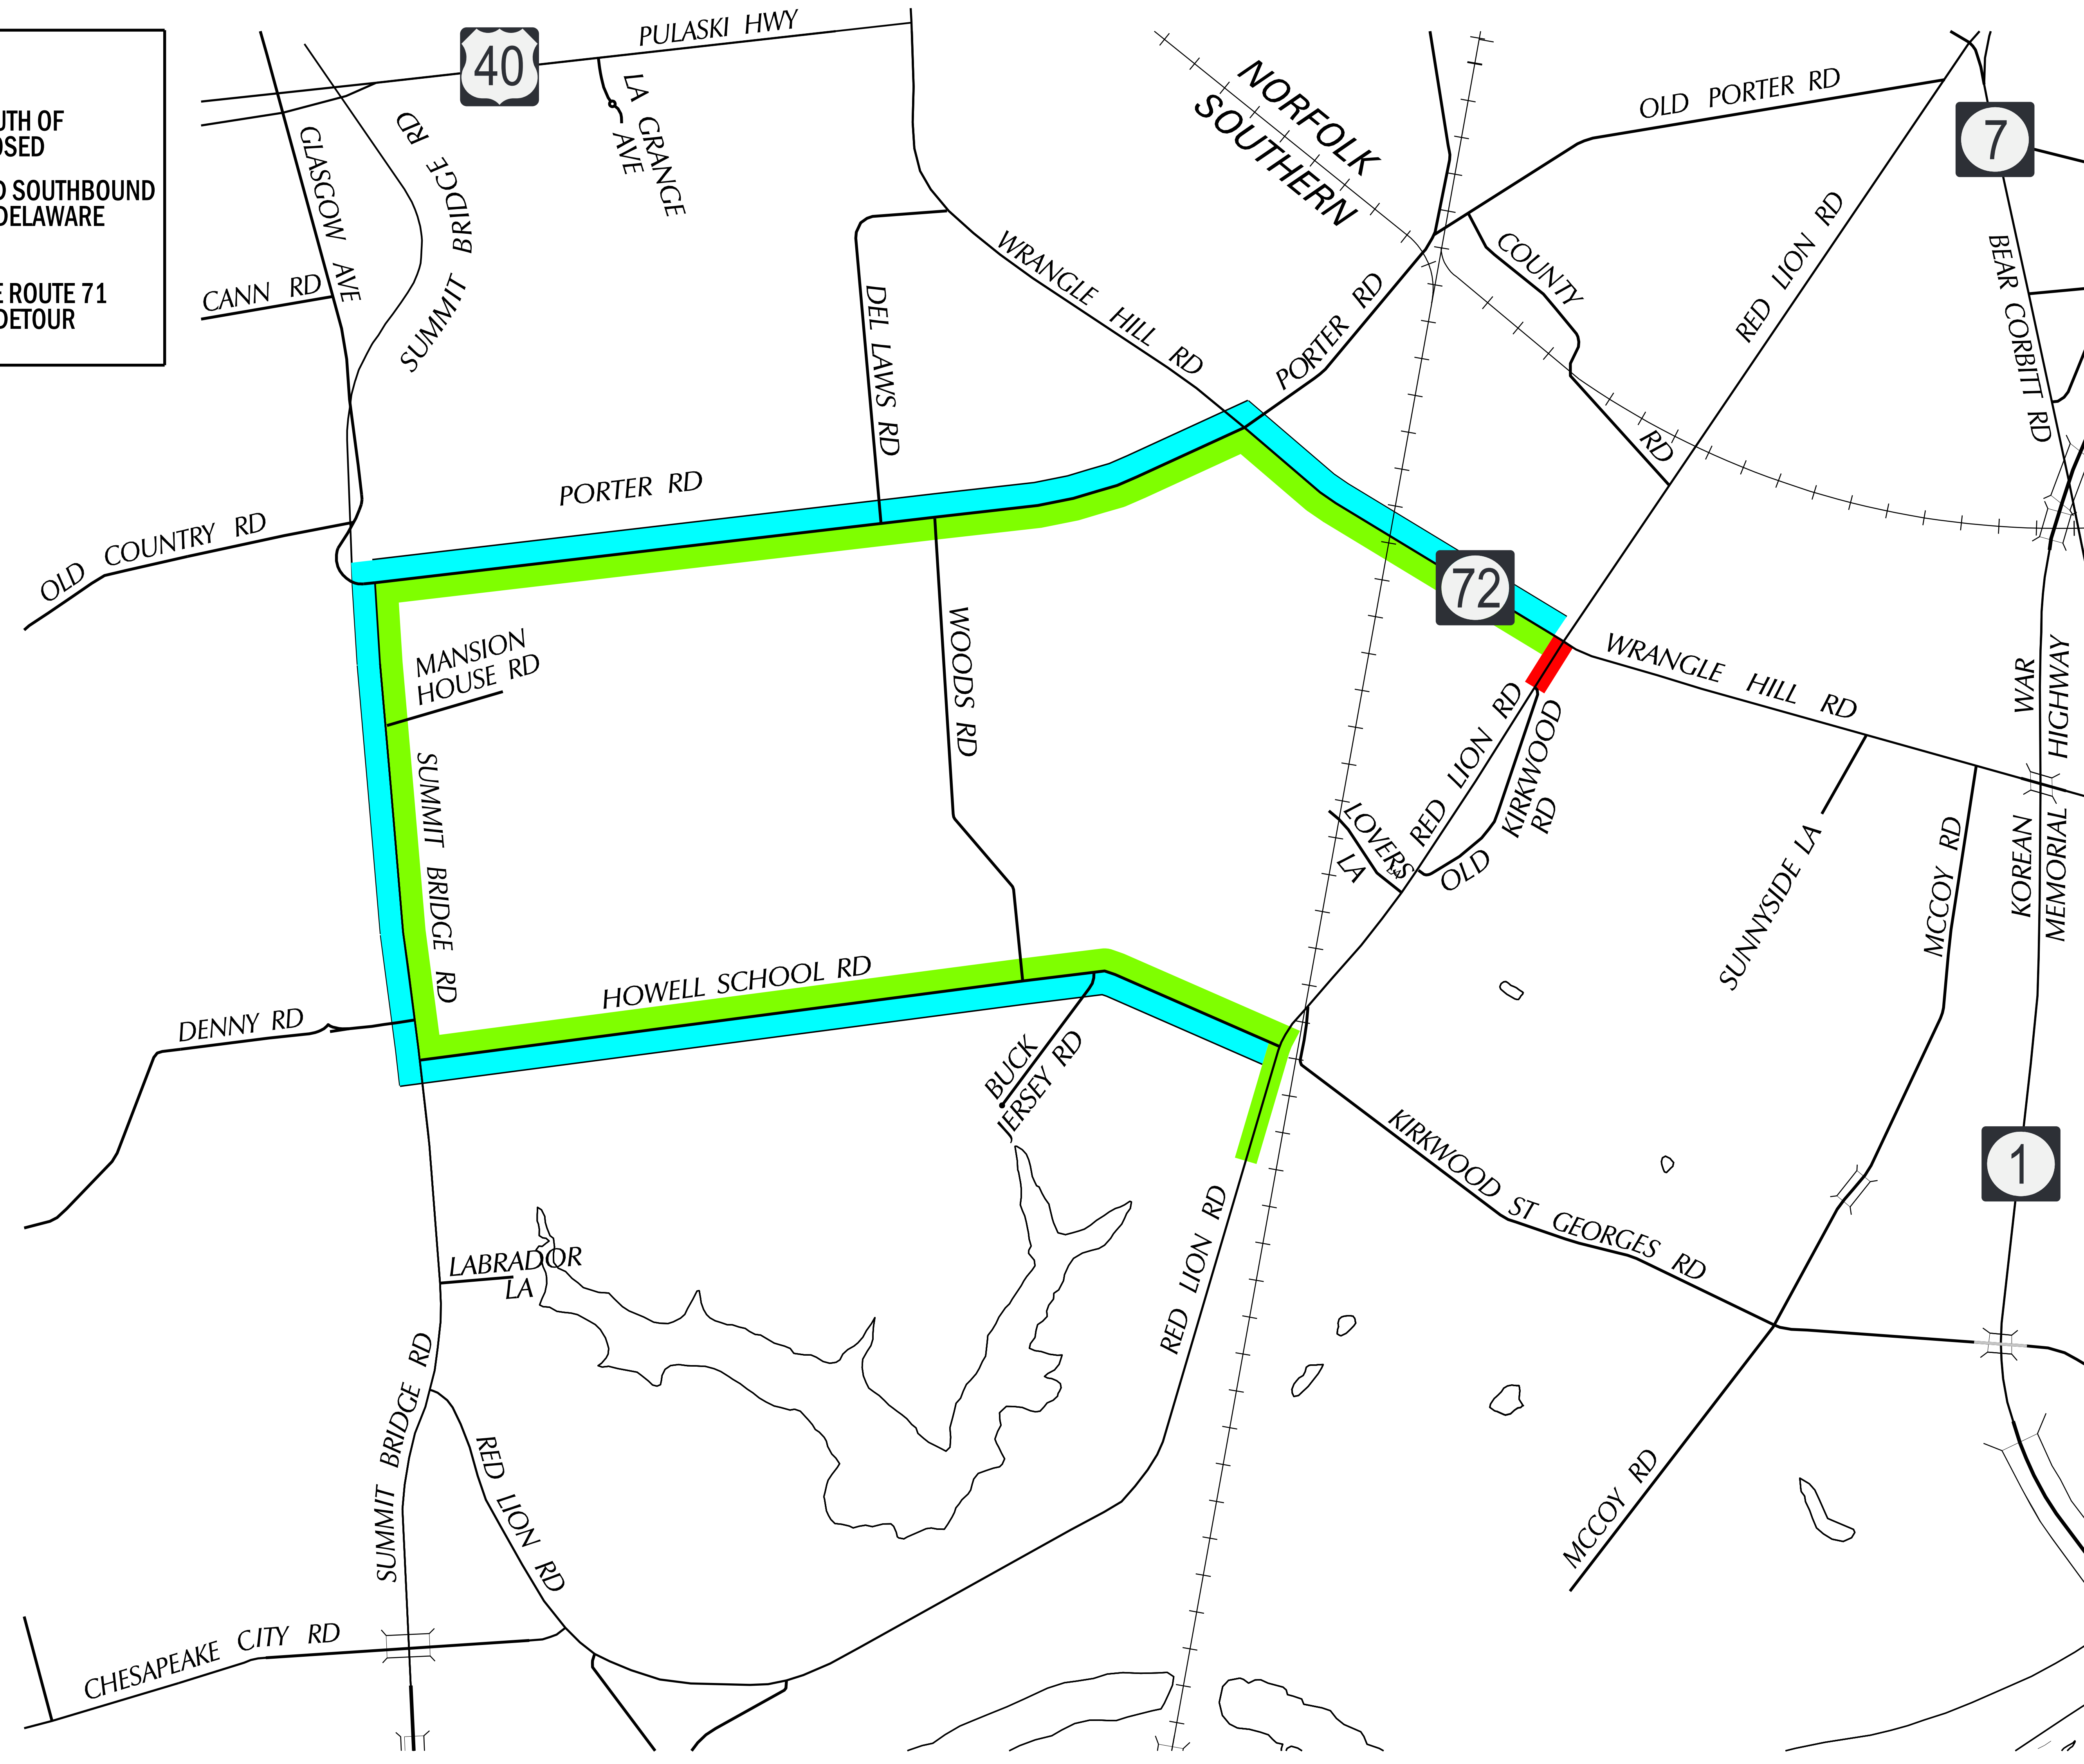 UTH OF
OSED
D SOUTHBOUND
DELAWARE
E ROUTE 71
DETOUR
40
PULASKI HWY
LA GRANGE
AVE
GLASGOW AVE
SUMMIT BRIDGE RD
CANN RD
NORFOLK
SOUTHERN
OLD PORTER RD
7
COUNTY RD
RED LION RD
BEAR CORBITT RD
WRANGLE HILL RD
DEL LAWS RD
PORTER RD
PORTER RD
OLD COUNTRY RD
72
MANSION
HOUSE RD
WOODS RD
WRANGLE HILL RD
WAR
HIGHWAY
KOREAN
MEMORIAL
SUMMIT BRIDGE RD
RED LION RD
OLD KIRKWOOD
RD
LOVERS
LA
SUNNYSIDE LA
MCCOY RD
HOWELL SCHOOL RD
DENNY RD
BUCK
JERSEY RD
KIRKWOOD ST GEORGES RD
1
LABRADOR
LA
RED LION RD
SUMMIT BRIDGE RD
RED LION RD
MCCOY RD
CHESAPEAKE CITY RD